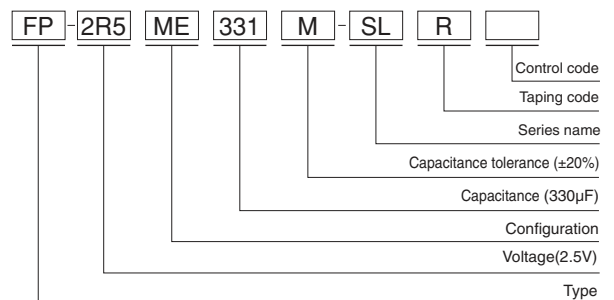 FP - 2R5 ME 331 M - SL R
Control code
Taping code
Series name
Capacitance tolerance (±20%)
Capacitance (330µF)
Configuration
Voltage(2.5V)
Type